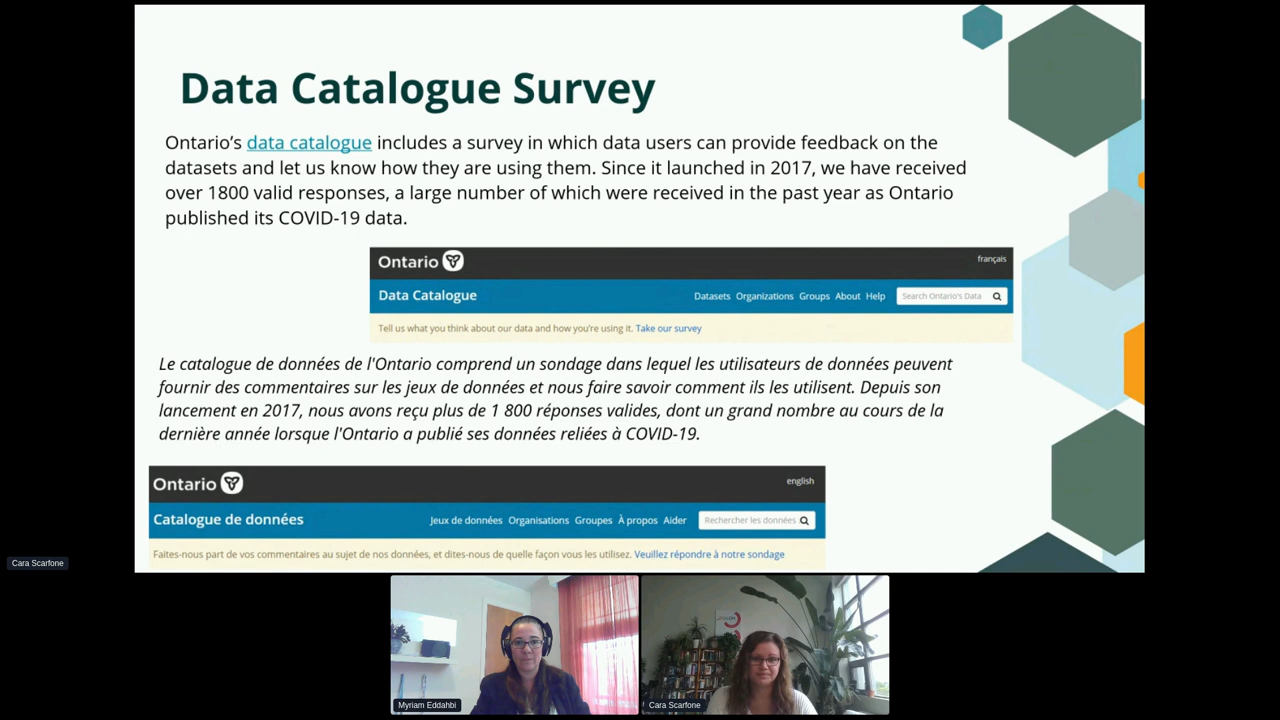 Data Catalogue Survey
Ontario's data catalogue includes a survey in which data users can provide feedback on the
datasets and let us know how they are using them. Since it launched in 2017, we have received
over 1800 valid responses, a large number of which were received in the past year as Ontario
published its COVID-19 data.
Ontario
français
Data Catalogue
Datasets Organizations Groups About Help
Search Ontario's Data
Tell us what you think about our data and how you're using it. Take our survey
Le catalogue de données de l'Ontario comprend un sondage dans lequel les utilisateurs de données peuvent
fournir des commentaires sur les jeux de données et nous faire savoir comment ils les utilisent. Depuis son
lancement en 2017, nous avons reçu plus de 1 800 réponses valides, dont un grand nombre au cours de la
dernière année lorsque l'Ontario a publié ses données reliées à COVID-19.
Ontario
english
Catalogue de données
Jeux de données Organisations Groupes À propos Aider
Rechercher les données
Faites-nous part de vos commentaires au sujet de nos données, et dites-nous de quelle façon vous les utilisez. Veuillez répondre à notre sondage
Cara Scarfone
Myriam Eddahbi
Cara Scarfone